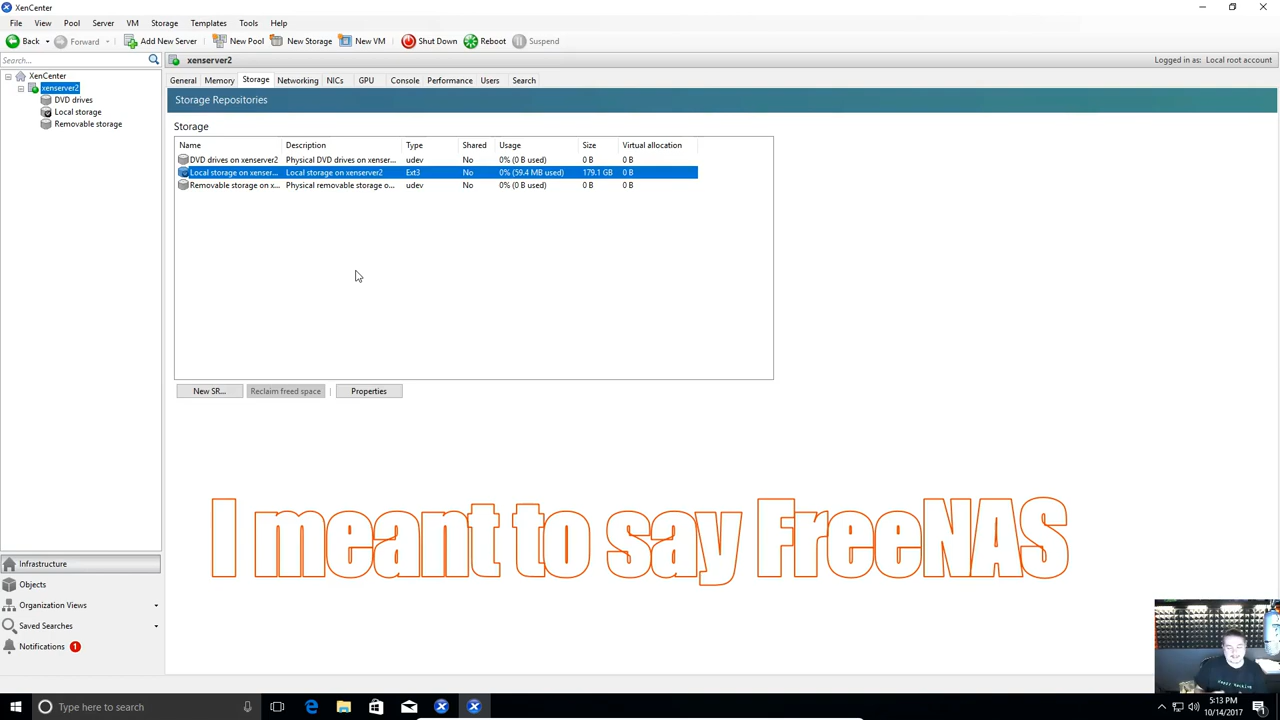 XenCenter
File View Pool Server VM Storage Templates Tools Help
Back Forward Add New Server New Pool New Storage New VM Shut Down Reboot Suspend
Search...
xenserver2
Logged in as: Local root account
XenCenter
xenserver2
DVD drives
Local storage
Removable storage
General Memory Storage Networking NICs GPU Console Performance Users Search
Storage Repositories
Storage
Name Description Type Shared Usage Size Virtual allocation
DVD drives on xenserver2 Physical DVD drives on xenser... udev No 0% (0 B used) 0 B 0 B
Local storage on xenser... Local storage on xenserver2 Ext3 No 0% (59.4 MB used) 179.1 GB 0 B
Removable storage on x... Physical removable storage o... udev No 0% (0 B used) 0 B 0 B
New SR... Reclaim freed space Properties
I meant to say FreeNAS
Infrastructure
Objects
Organization Views
Saved Searches
Notifications 1
Type here to search
5:13 PM
10/14/2017
1